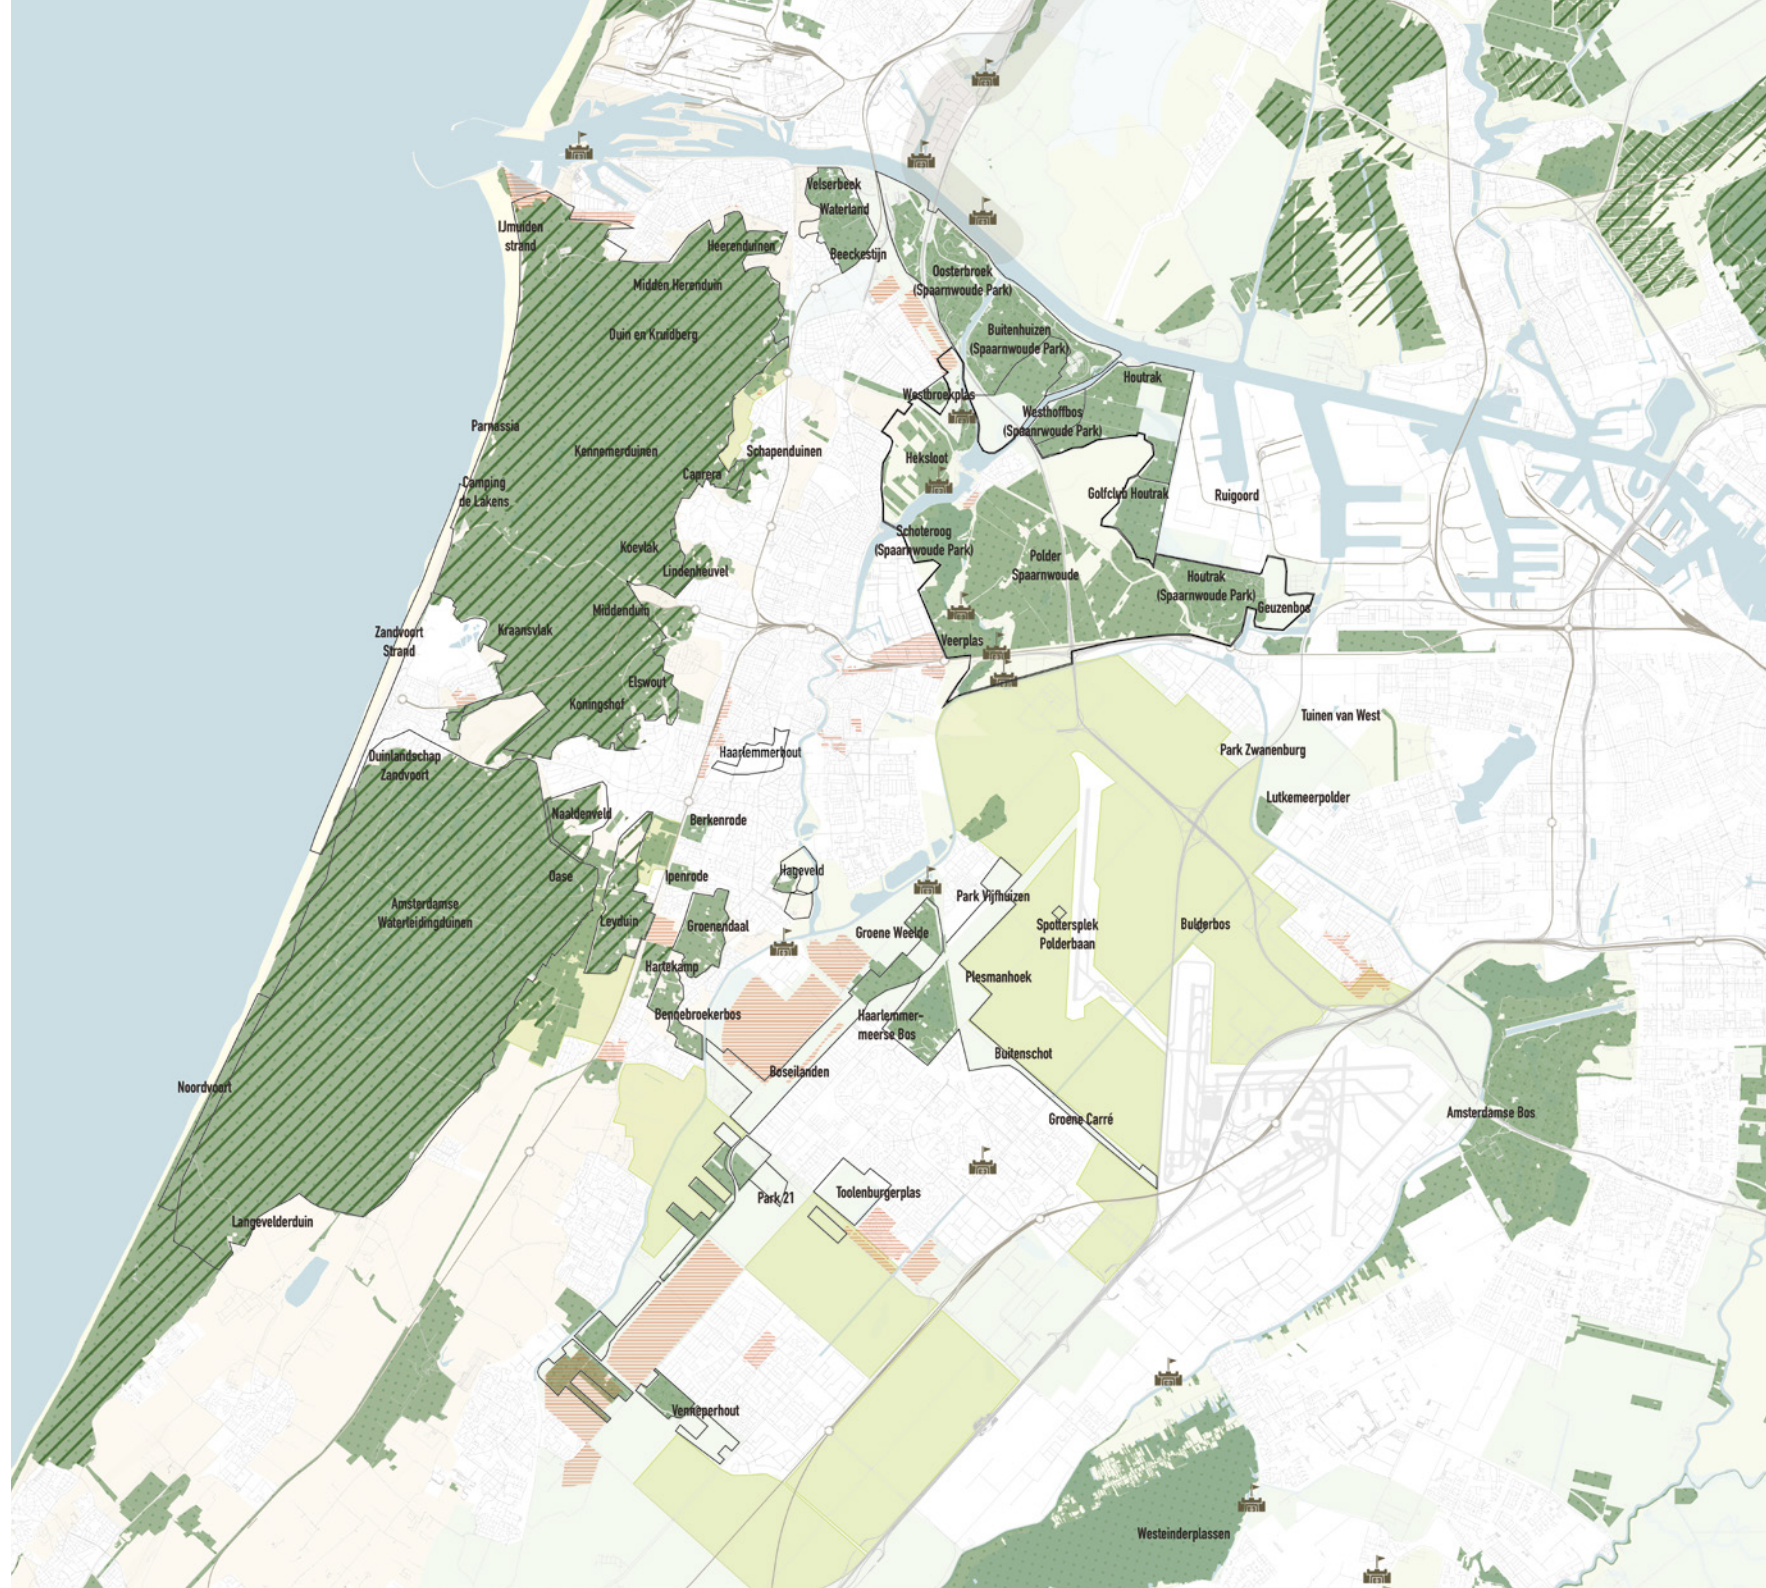 Velserbeek
Waterland
IJmuiden
strand
Heerenduinen
Beeckestijn
Oosterbroek
(Spaarnwoude Park)
Midden Herenduin
Duin en Kruidberg
Buitenhuizen
(Spaarnwoude Park)
Houtrak
Westbroekplas
Westhoffbos
(Spaanrwoude Park)
Parnassia
Kennemerduinen
Schapenduinen
Heksloot
Caprera
Camping
de Lakens
Golfclub Houtrak
Ruigoord
Schoteroog
(Spaarnwoude Park)
Koevlak
Polder
Spaarnwoude
Lindenheuvel
Houtrak
(Spaarnwoude Park)
Middenduin
Geuzenbos
Zandvoort
Strand
Kraansvlak
Veerplas
Elswout
Koningshof
Tuinen van West
Haarlemmerhout
Park Zwanenburg
Duinlandschap
Zandvoort
Lutkemeerpolder
Naaldenveld
Berkenrode
Oase
Ipenrode
Hageveld
Park Vijfhuizen
Amsterdamse
Waterleidingduinen
Leyduin
Groenendaal
Groene Weelde
Spottersplek
Polderbaan
Bulderbos
Hartekamp
Plesmanhoek
Bennebroekerbos
Haarlemmer-
meerse Bos
Buitenschot
Boseilanden
Noordvoort
Groene Carré
Amsterdamse Bos
Park 21
Toolenburgerplas
Langevelderduin
Venneperhout
Westeinderplassen